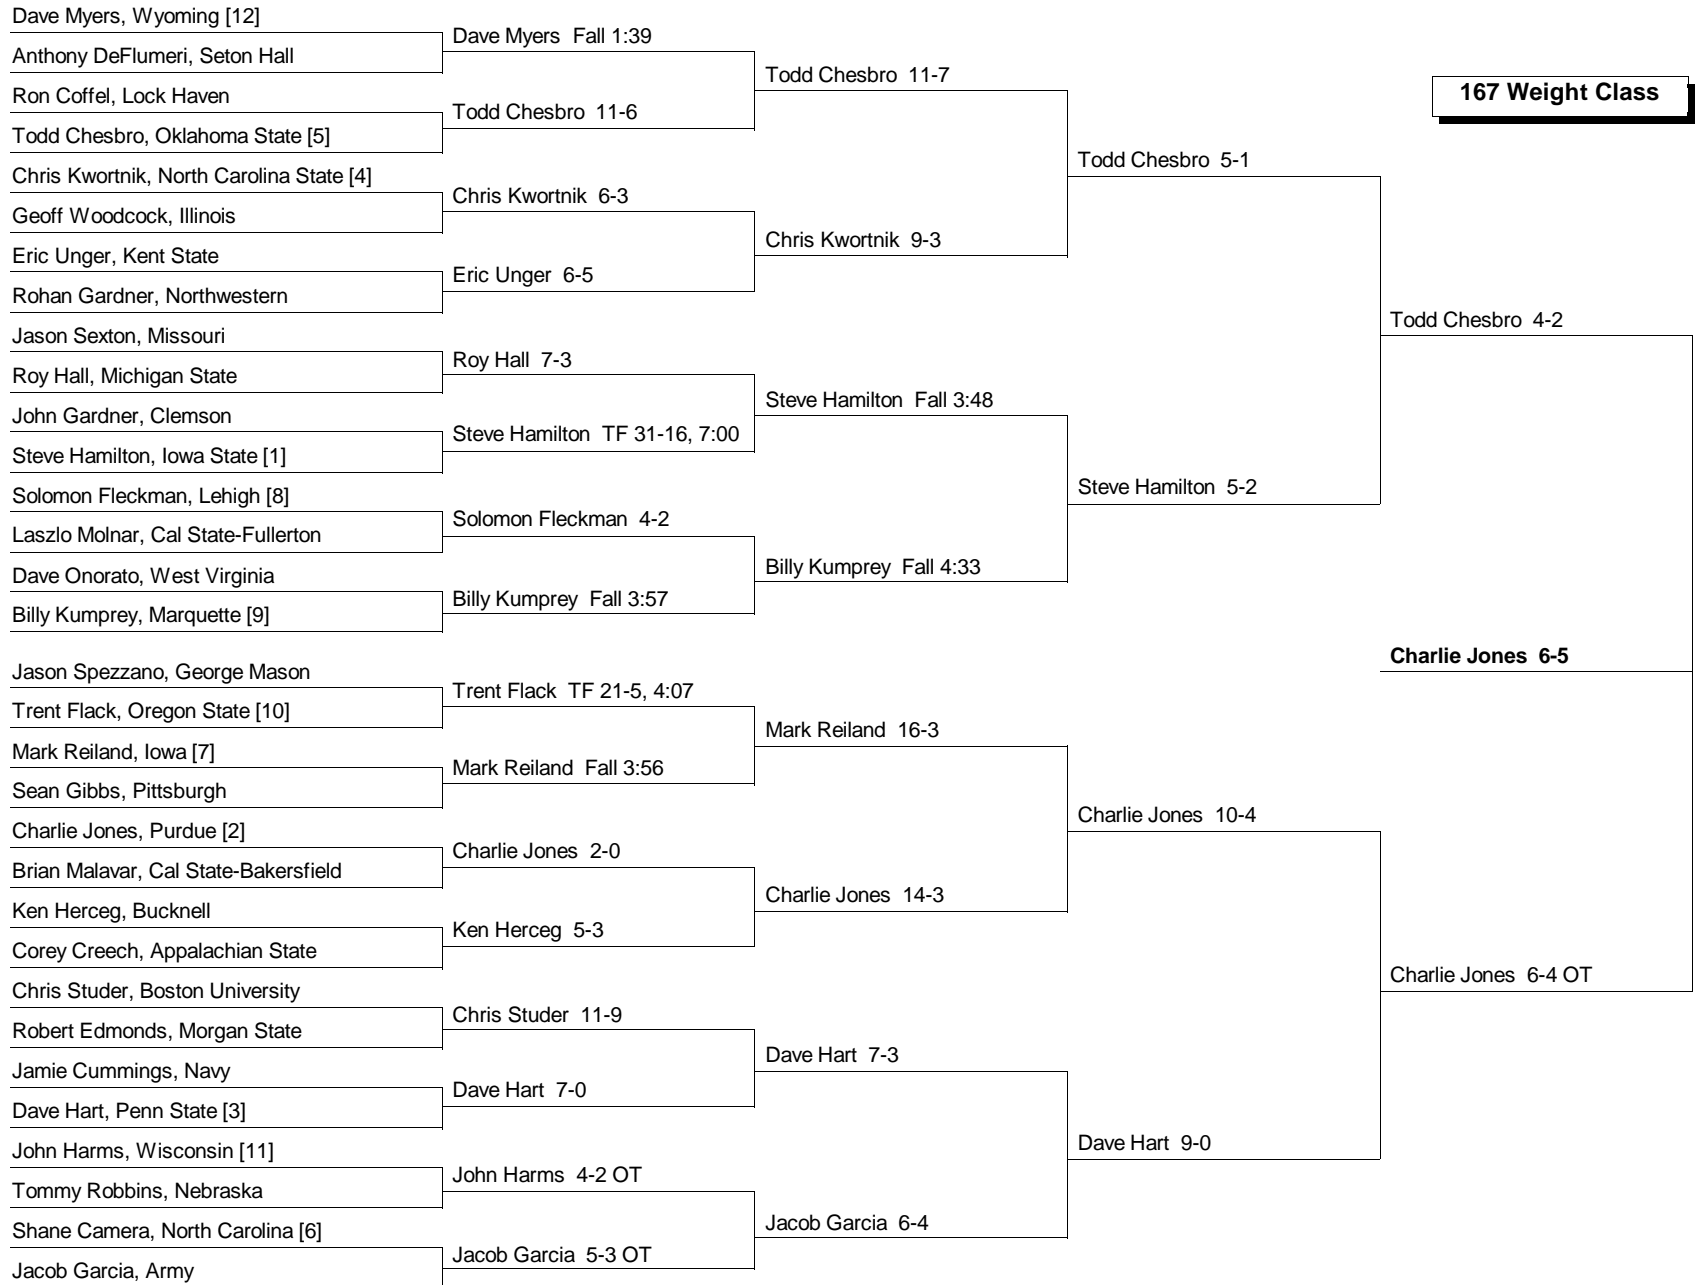 Dave Myers, Wyoming [12]
Anthony DeFlumeri, Seton Hall
Ron Coffel, Lock Haven
Todd Chesbro, Oklahoma State [5]
Chris Kwortnik, North Carolina State [4]
Geoff Woodcock, Illinois
Eric Unger, Kent State
Rohan Gardner, Northwestern
Jason Sexton, Missouri
Roy Hall, Michigan State
John Gardner, Clemson
Steve Hamilton, Iowa State [1]
Solomon Fleckman, Lehigh [8]
Laszlo Molnar, Cal State-Fullerton
Dave Onorato, West Virginia
Billy Kumprey, Marquette [9]
Jason Spezzano, George Mason
Trent Flack, Oregon State [10]
Mark Reiland, Iowa [7]
Sean Gibbs, Pittsburgh
Charlie Jones, Purdue [2]
Brian Malavar, Cal State-Bakersfield
Ken Herceg, Bucknell
Corey Creech, Appalachian State
Chris Studer, Boston University
Robert Edmonds, Morgan State
Jamie Cummings, Navy
Dave Hart, Penn State [3]
John Harms, Wisconsin [11]
Tommy Robbins, Nebraska
Shane Camera, North Carolina [6]
Jacob Garcia, Army
Dave Myers Fall 1:39
Todd Chesbro 11-6
Chris Kwortnik 6-3
Eric Unger 6-5
Roy Hall 7-3
Steve Hamilton TF 31-16, 7:00
Solomon Fleckman 4-2
Billy Kumprey Fall 3:57
Trent Flack TF 21-5, 4:07
Mark Reiland Fall 3:56
Charlie Jones 2-0
Ken Herceg 5-3
Chris Studer 11-9
Dave Hart 7-0
John Harms 4-2 OT
Jacob Garcia 5-3 OT
Todd Chesbro 11-7
Chris Kwortnik 9-3
Steve Hamilton Fall 3:48
Billy Kumprey Fall 4:33
Mark Reiland 16-3
Charlie Jones 14-3
Dave Hart 7-3
Jacob Garcia 6-4
Todd Chesbro 5-1
Steve Hamilton 5-2
Charlie Jones 10-4
Dave Hart 9-0
167 Weight Class
Todd Chesbro 4-2
Charlie Jones 6-5
Charlie Jones 6-4 OT